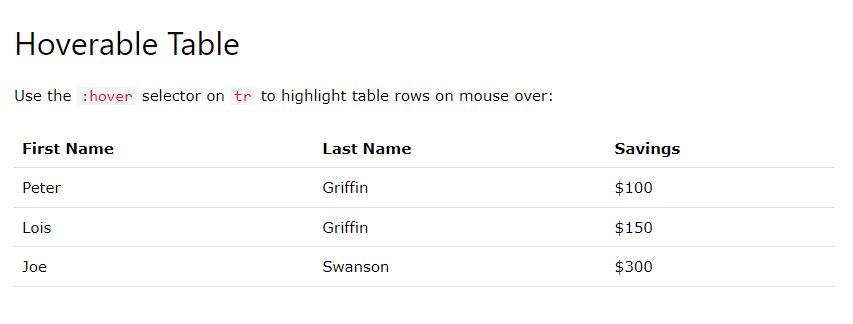 Hoverable Table
Use the :hover selector on tr to highlight table rows on mouse over:
First Name Last Name Savings
Peter Griffin $100
Lois Griffin $150
Joe Swanson $300